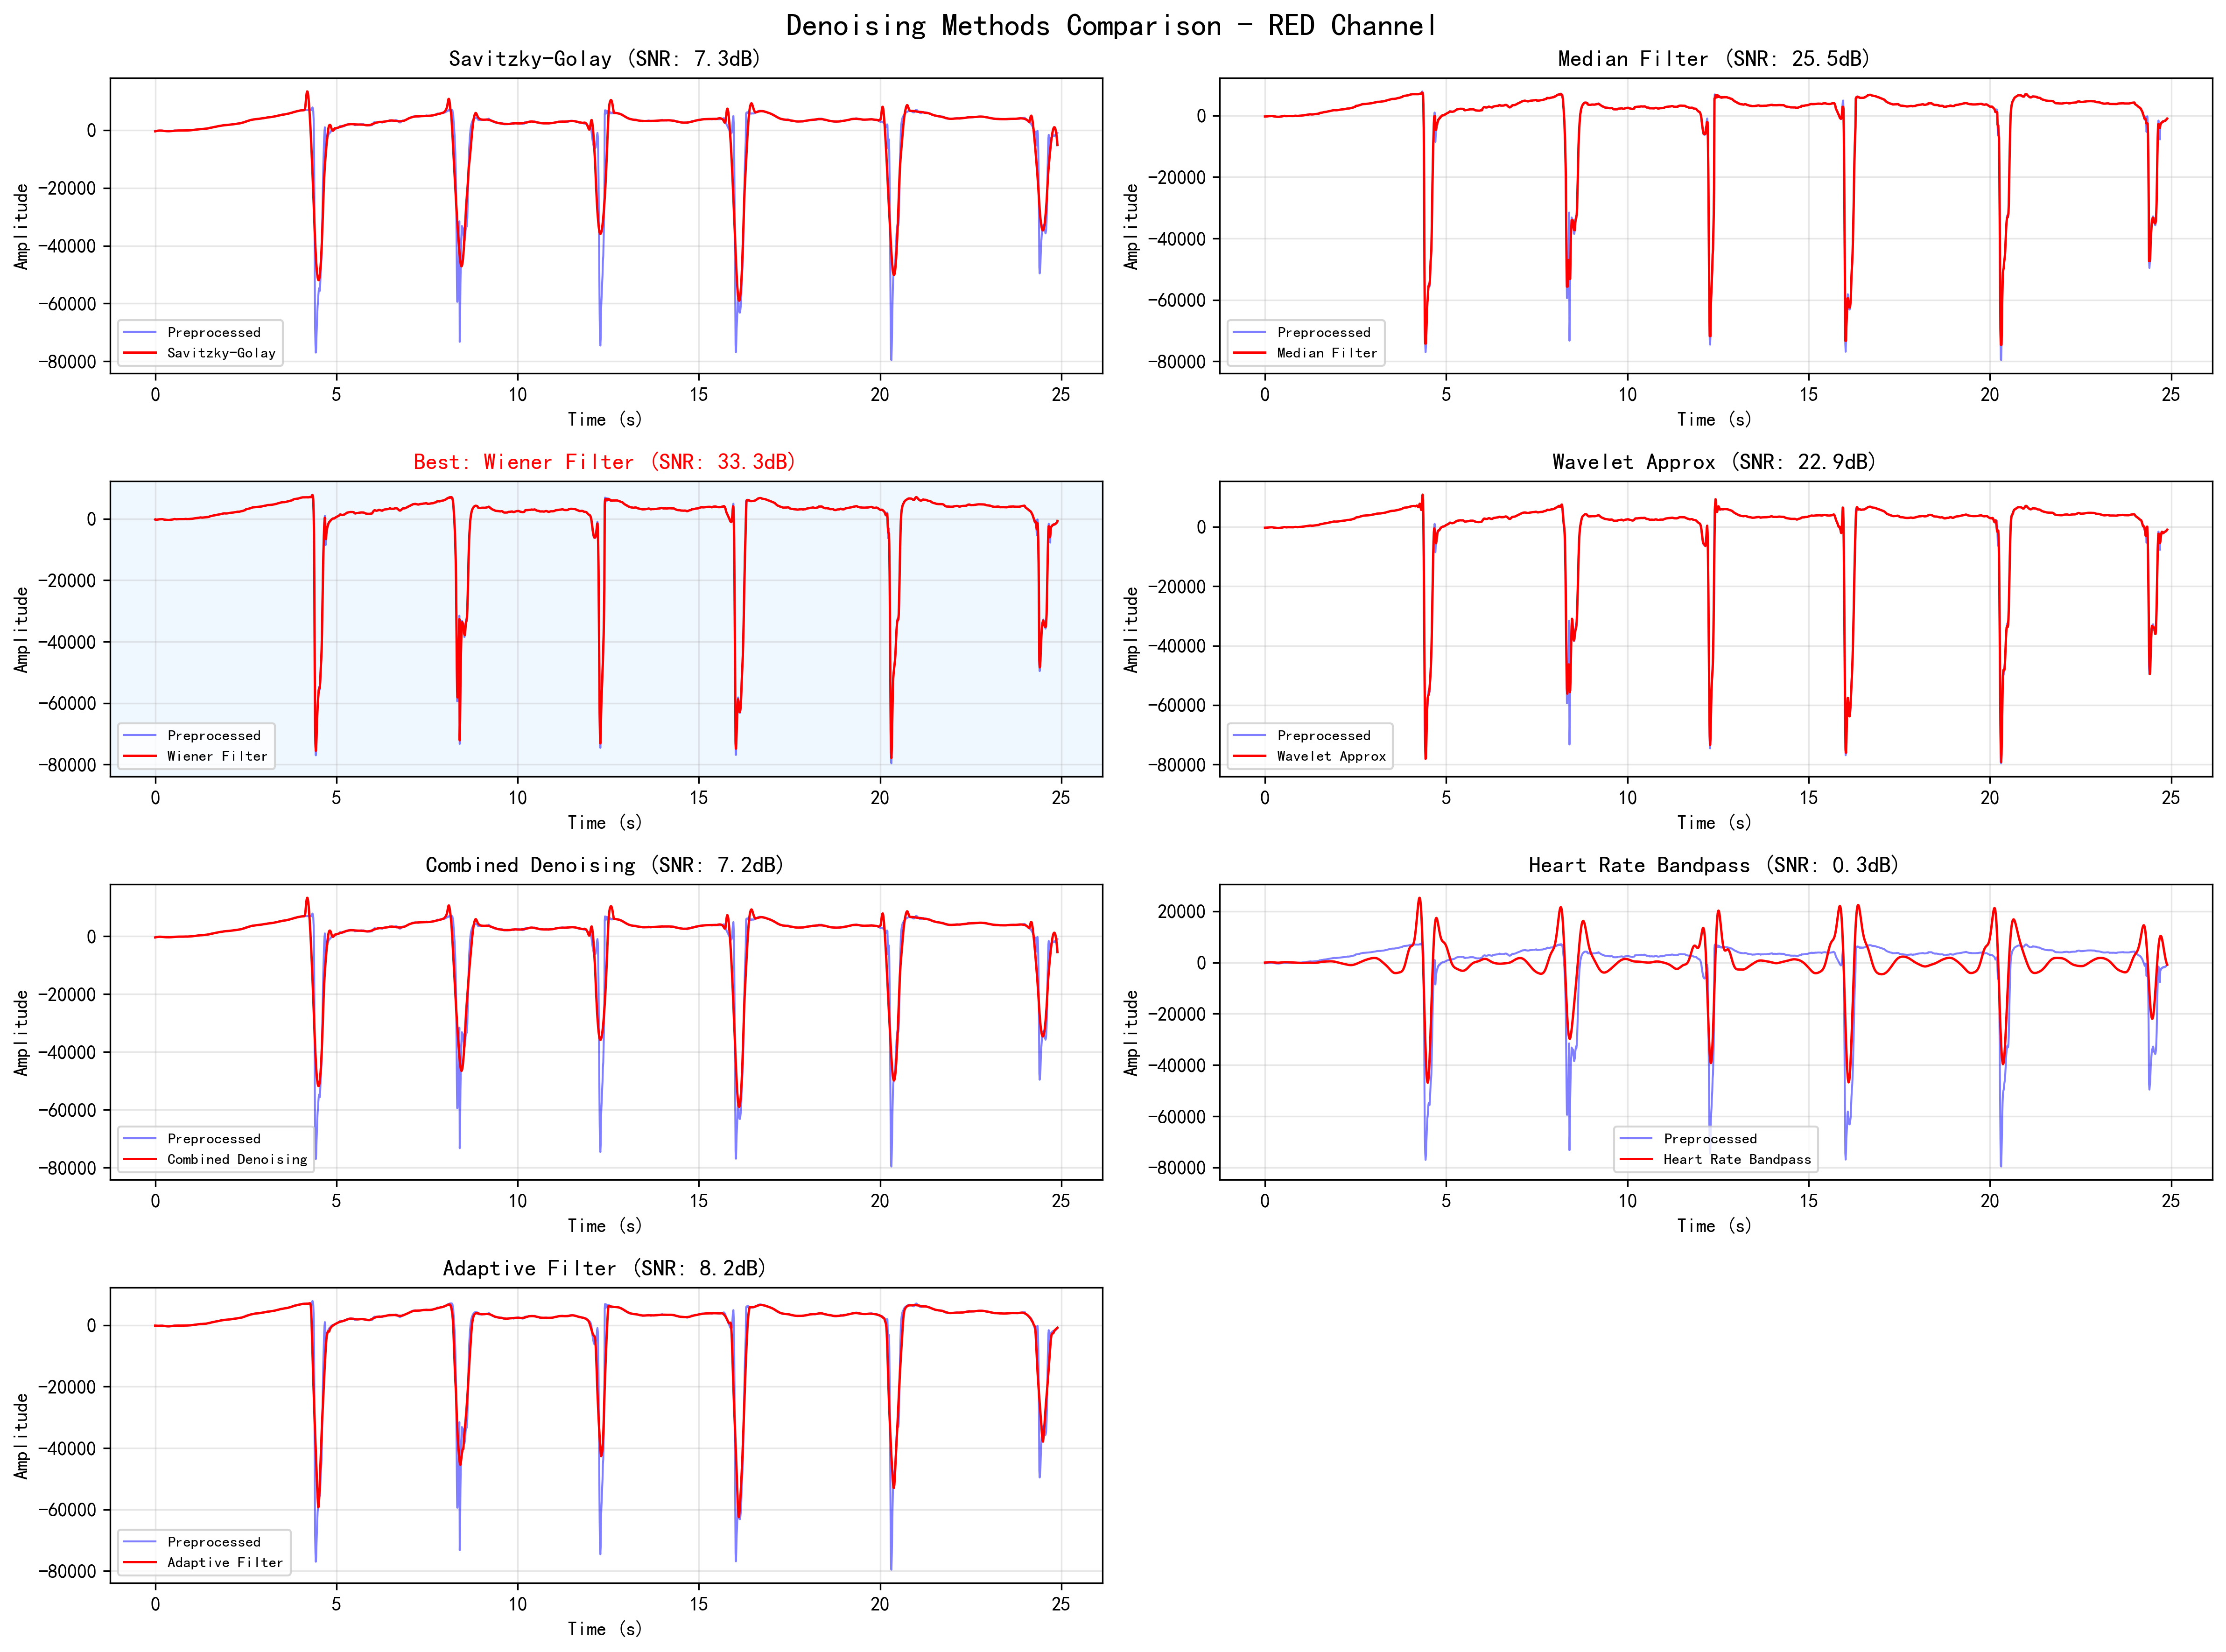 Denoising Methods Comparison - RED Channel
Savitzky-Golay (SNR: 7.3dB)
Amplitude
0
-20000
-40000
-60000
-80000
Preprocessed
Savitzky-Golay
0 5 10 15 20 25
Time (s)
Median Filter (SNR: 25.5dB)
Amplitude
0
-20000
-40000
-60000
-80000
Preprocessed
Median Filter
0 5 10 15 20 25
Time (s)
Best: Wiener Filter (SNR: 33.3dB)
Amplitude
0
-20000
-40000
-60000
-80000
Preprocessed
Wiener Filter
0 5 10 15 20 25
Time (s)
Wavelet Approx (SNR: 22.9dB)
Amplitude
0
-20000
-40000
-60000
-80000
Preprocessed
Wavelet Approx
0 5 10 15 20 25
Time (s)
Combined Denoising (SNR: 7.2dB)
Amplitude
0
-20000
-40000
-60000
-80000
Preprocessed
Combined Denoising
0 5 10 15 20 25
Time (s)
Heart Rate Bandpass (SNR: 0.3dB)
Amplitude
20000
0
-20000
-40000
-60000
-80000
Preprocessed
Heart Rate Bandpass
0 5 10 15 20 25
Time (s)
Adaptive Filter (SNR: 8.2dB)
Amplitude
0
-20000
-40000
-60000
-80000
Preprocessed
Adaptive Filter
0 5 10 15 20 25
Time (s)